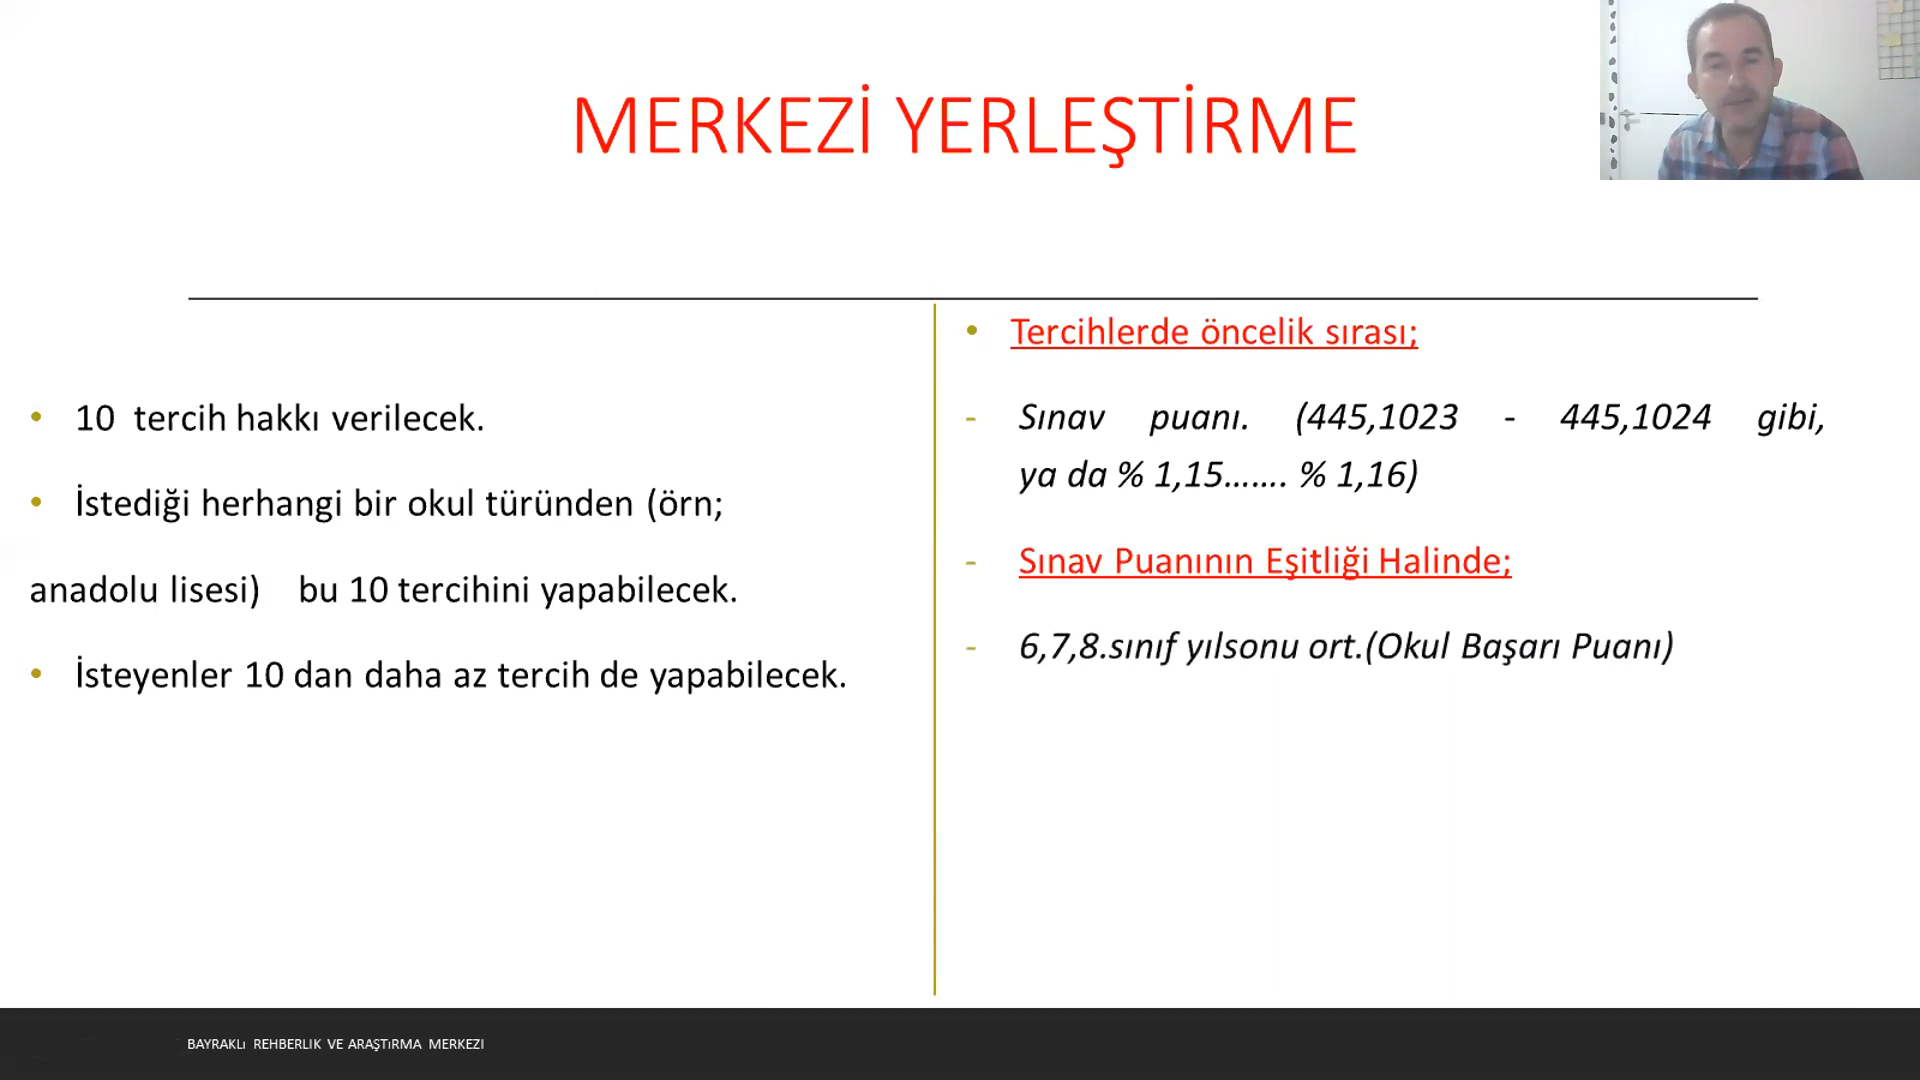 MERKEZİ YERLEŞTİRME
10 tercih hakkı verilecek.
İstediği herhangi bir okul türünden (örn;
anadolu lisesi) bu 10 tercihini yapabilecek.
İsteyenler 10 dan daha az tercih de yapabilecek.
Tercihlerde öncelik sırası;
- Sınav puanı. (445,1023 - 445,1024 gibi,
ya da % 1,15....... % 1,16)
- Sınav Puanının Eşitliği Halinde;
- 6,7,8.sınıf yılsonu ort.(Okul Başarı Puanı)
BAYRAKLı REHBERLIK VE ARAŞTıRMA MERKEZI